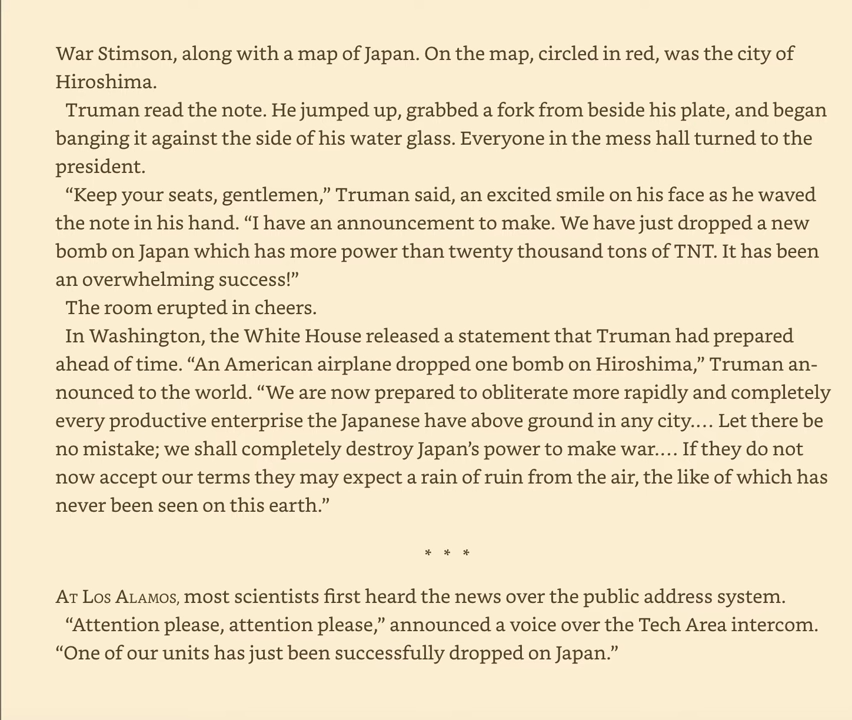 War Stimson, along with a map of Japan. On the map, circled in red, was the city of
Hiroshima.
Truman read the note. He jumped up, grabbed a fork from beside his plate, and began
banging it against the side of his water glass. Everyone in the mess hall turned to the
president.
“Keep your seats, gentlemen,” Truman said, an excited smile on his face as he waved
the note in his hand. “I have an announcement to make. We have just dropped a new
bomb on Japan which has more power than twenty thousand tons of TNT. It has been
an overwhelming success!”
The room erupted in cheers.
In Washington, the White House released a statement that Truman had prepared
ahead of time. “An American airplane dropped one bomb on Hiroshima,” Truman an-
nounced to the world. “We are now prepared to obliterate more rapidly and completely
every productive enterprise the Japanese have above ground in any city.… Let there be
no mistake; we shall completely destroy Japan’s power to make war.… If they do not
now accept our terms they may expect a rain of ruin from the air, the like of which has
never been seen on this earth.”
* * *
At Los Alamos, most scientists first heard the news over the public address system.
“Attention please, attention please,” announced a voice over the Tech Area intercom.
“One of our units has just been successfully dropped on Japan.”